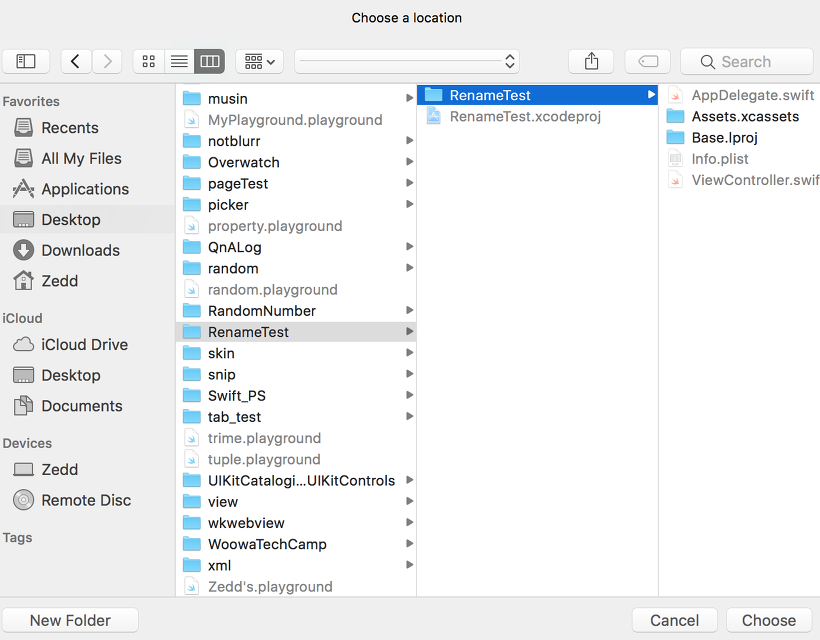 Choose a location
Search
Favorites
Recents
All My Files
Applications
Desktop
Downloads
Zedd
iCloud
iCloud Drive
Desktop
Documents
Devices
Zedd
Remote Disc
Tags
musin
MyPlayground.playground
notblurr
Overwatch
pageTest
picker
property.playground
QnALog
random
random.playground
RandomNumber
RenameTest
skin
snip
Swift_PS
tab_test
trime.playground
tuple.playground
UIKitCatalogi...UIKitControls
view
wkwebview
WoowaTechCamp
xml
Zedd's.playground
RenameTest
RenameTest.xcodeproj
AppDelegate.swift
Assets.xcassets
Base.lproj
Info.plist
ViewController.swif
New Folder
Cancel
Choose